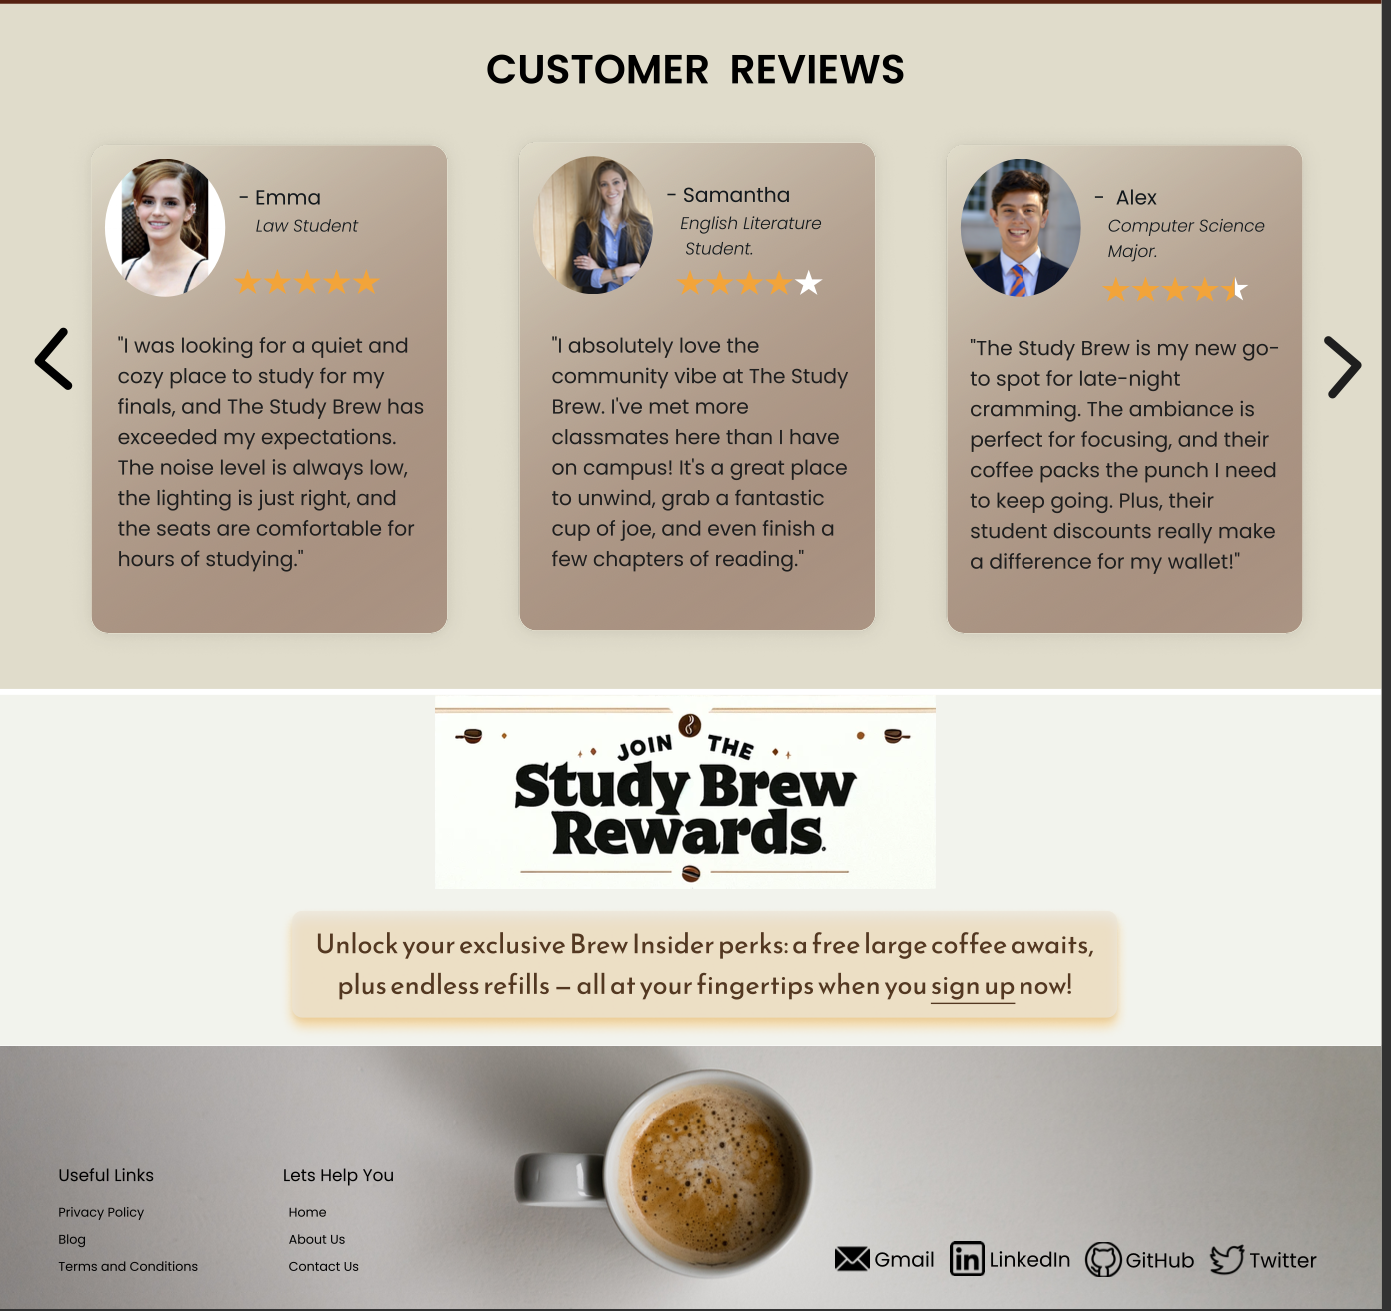 CUSTOMER REVIEWS
- Emma
Law Student
"I was looking for a quiet and
cozy place to study for my
finals, and The Study Brew has
exceeded my expectations.
The noise level is always low,
the lighting is just right, and
the seats are comfortable for
hours of studying."
- Samantha
English Literature
Student.
"I absolutely love the
community vibe at The Study
Brew. I've met more
classmates here than I have
on campus! It's a great place
to unwind, grab a fantastic
cup of joe, and even finish a
few chapters of reading."
- Alex
Computer Science
Major.
"The Study Brew is my new go-
to spot for late-night
cramming. The ambiance is
perfect for focusing, and their
coffee packs the punch I need
to keep going. Plus, their
student discounts really make
a difference for my wallet!"
JOIN THE
Study Brew
Rewards.
Unlock your exclusive Brew Insider perks: a free large coffee awaits,
plus endless refills – all at your fingertips when you sign up now!
Useful Links
Privacy Policy
Blog
Terms and Conditions
Lets Help You
Home
About Us
Contact Us
Gmail
in LinkedIn
GitHub
Twitter